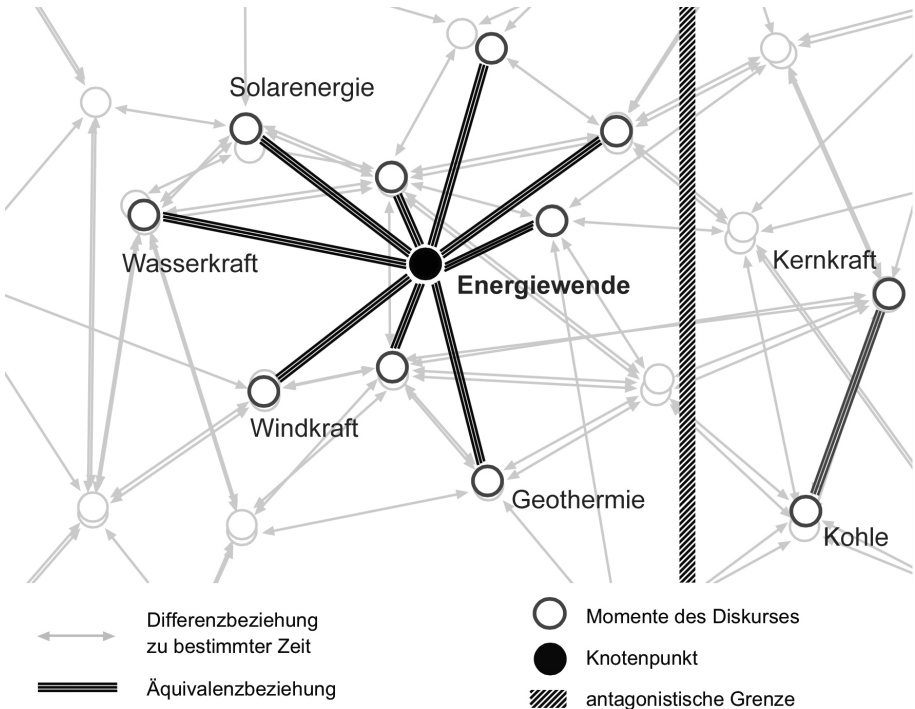 Solarenergie
Wasserkraft
Energiewende
Kernkraft
Windkraft
Geothermie
Kohle
Differenzbeziehung
zu bestimmter Zeit
Äquivalenzbeziehung
Momente des Diskurses
Knotenpunkt
antagonistische Grenze